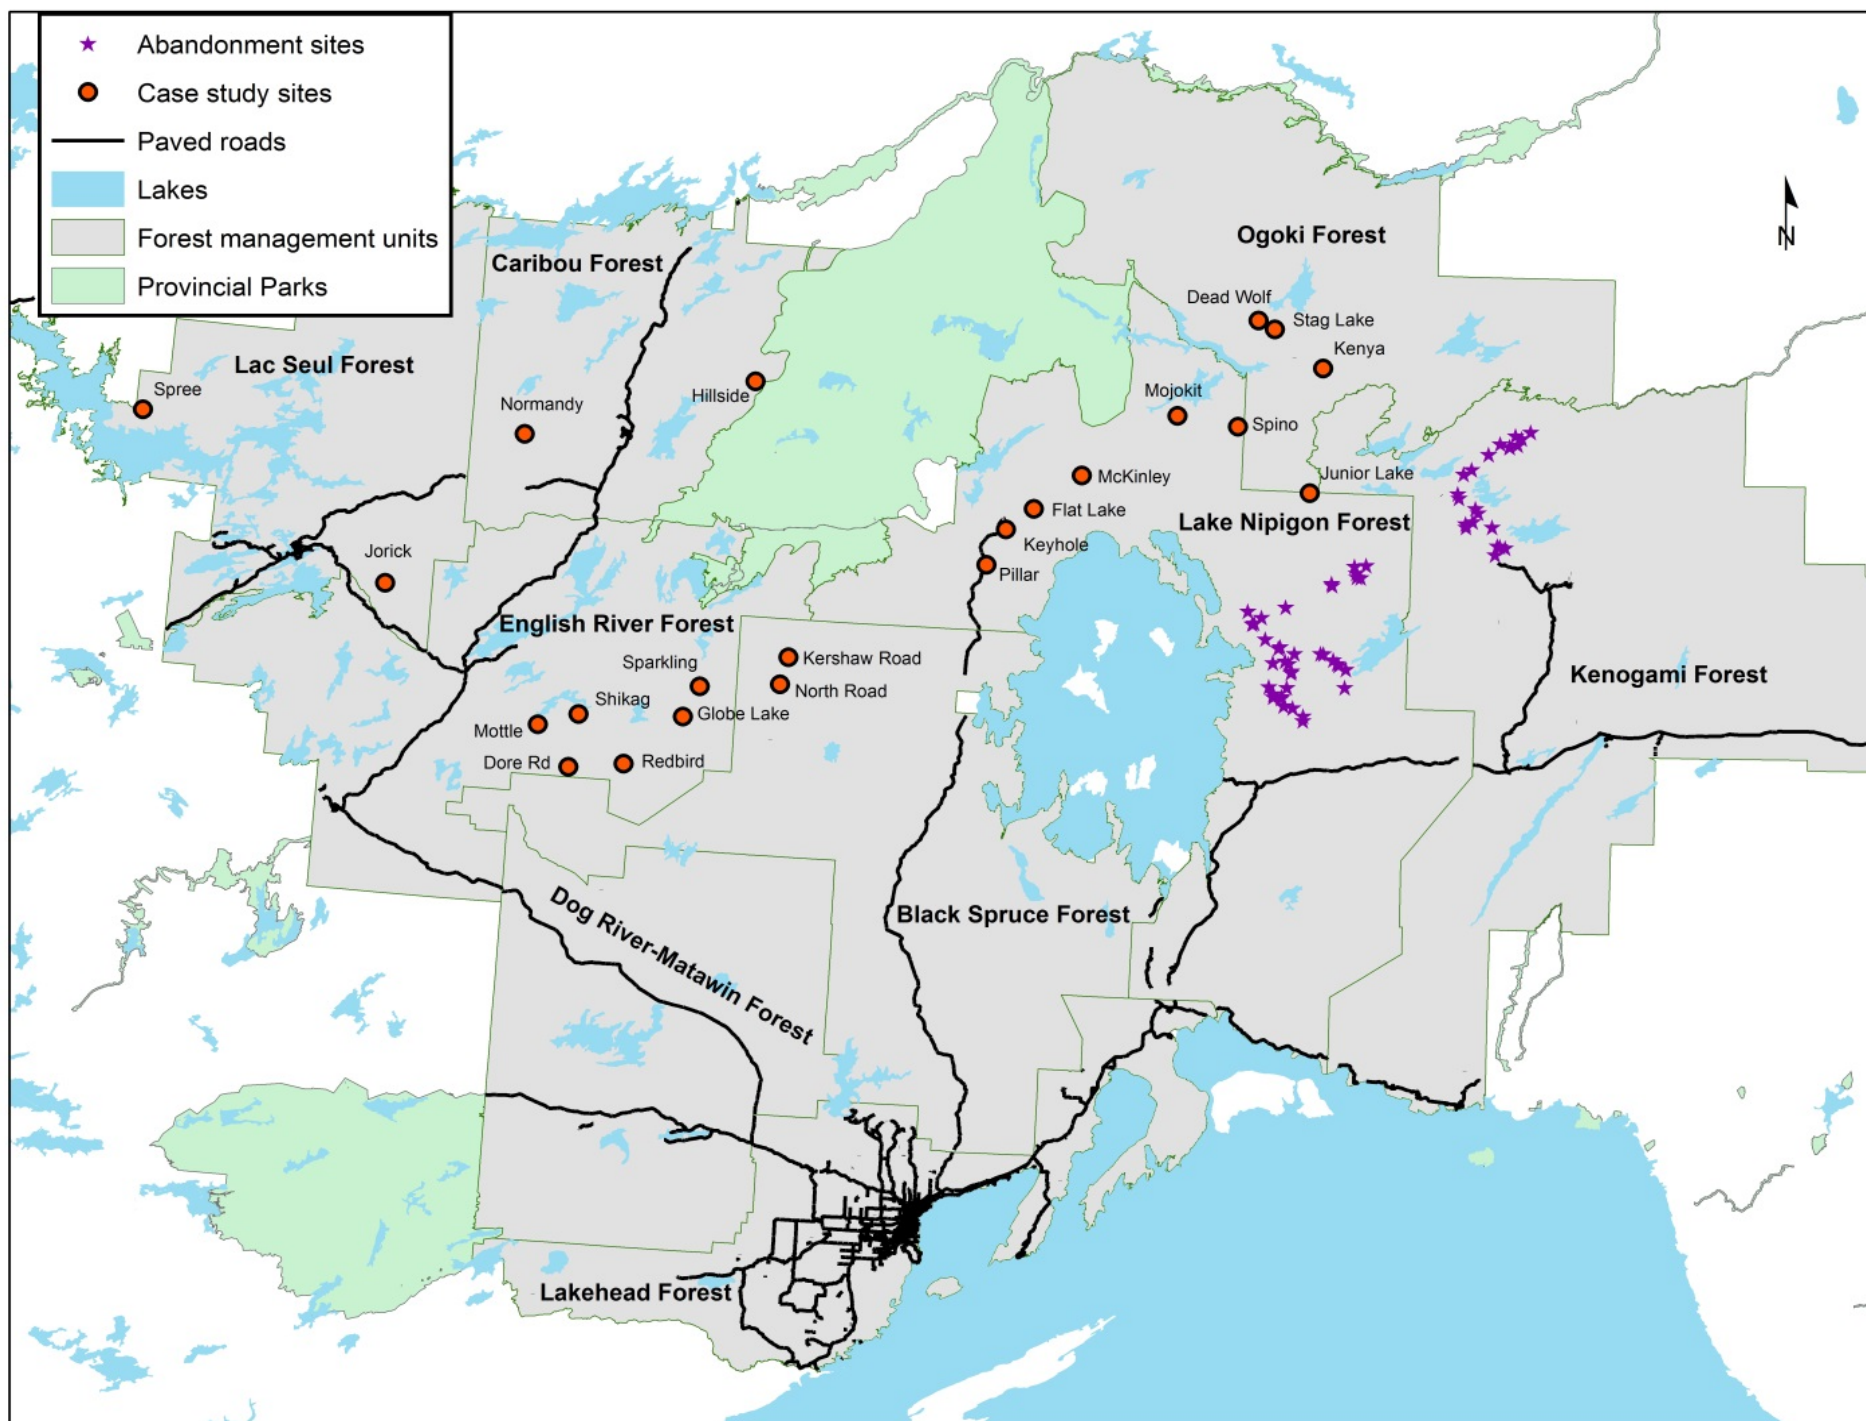 Abandonment sites
Case study sites
Paved roads
Lakes
Forest management units
Provincial Parks
N
Ogoki Forest
Caribou Forest
Dead Wolf
Stag Lake
Kenya
Lac Seul Forest
Spree
Hillside
Normandy
Mojokit
Spino
McKinley
Junior Lake
Flat Lake
Lake Nipigon Forest
Keyhole
Jorick
Pillar
English River Forest
Sparkling
Kershaw Road
North Road
Kenogami Forest
Shikag
Globe Lake
Mottle
Dore Rd
Redbird
Black Spruce Forest
Dog River-Matawin Forest
Lakehead Forest